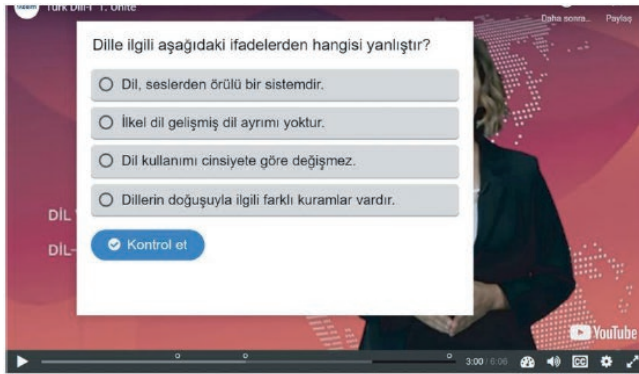 Türk Dili-I 1. Ünite
Daha sonra... Paylaş
Dille ilgili aşağıdaki ifadelerden hangisi yanlıştır?
Dil, seslerden örülü bir sistemdir.
İlkel dil gelişmiş dil ayrımı yoktur.
Dil kullanımı cinsiyete göre değişmez.
Dillerin doğuşuyla ilgili farklı kuramlar vardır.
DİL
DİL-
Kontrol et
YouTube
3:00 / 6:06
CC